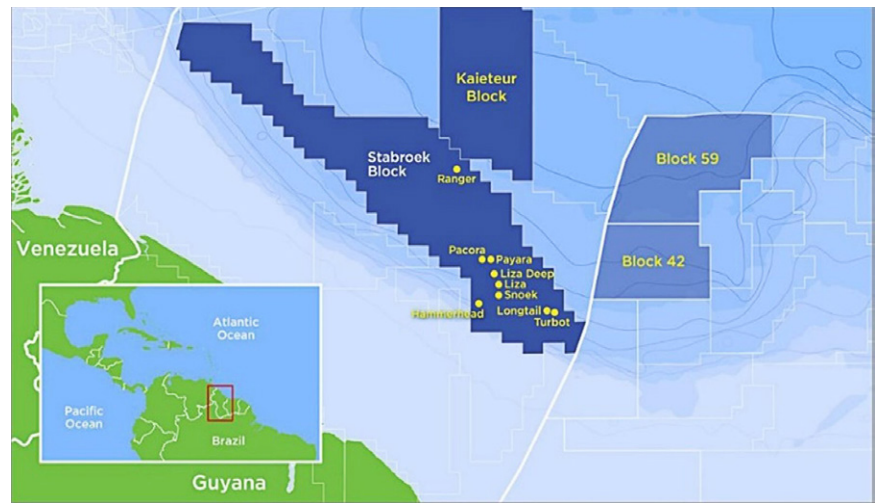 Kaieteur
Block
Stabroek
Block
Block 59
Ranger
Venezuela
Pacora
Payara
Block 42
Liza Deep
Liza
Snoek
Hammerhead
Longtail
Turbot
Atlantic
Ocean
Pacific
Ocean
Brazil
Guyana